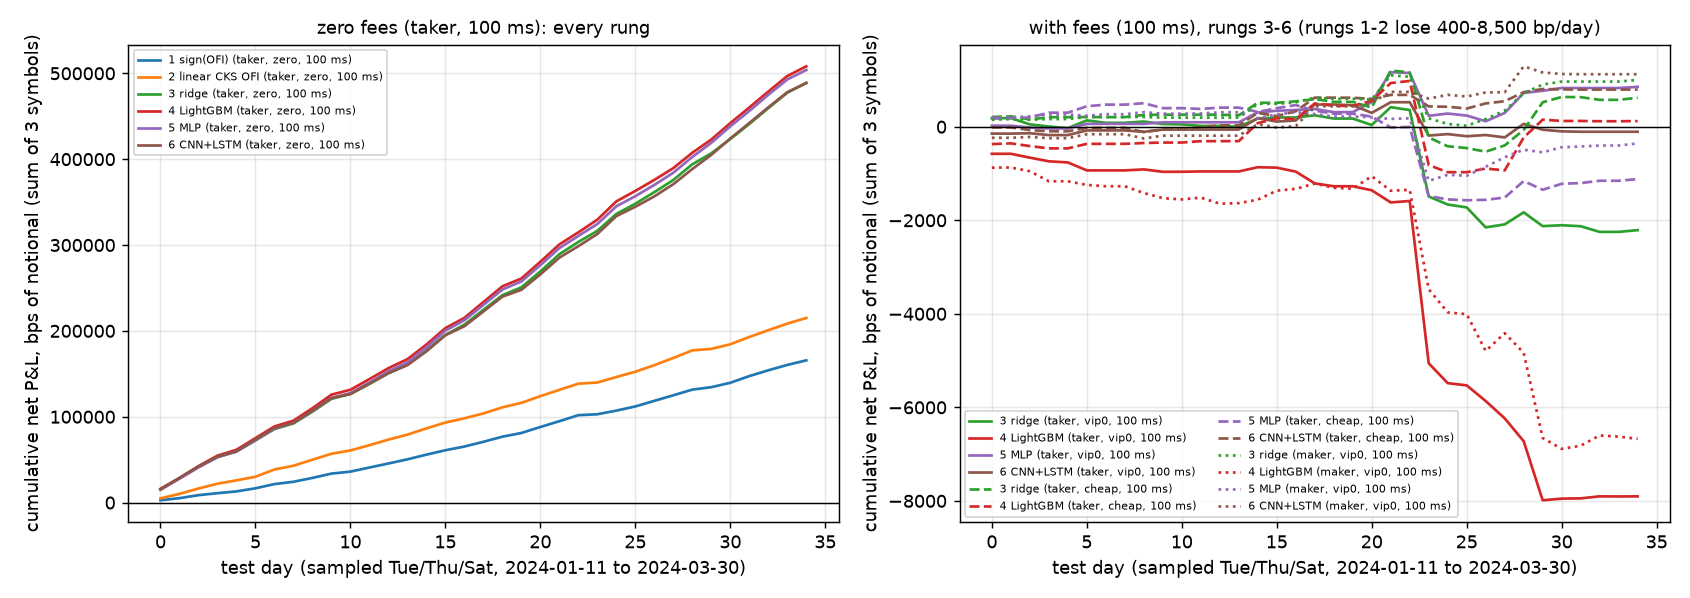 zero fees (taker, 100 ms): every rung
cumulative net P&L, bps of notional (sum of 3 symbols)
500000
400000
300000
200000
100000
0
1 sign(OFI) (taker, zero, 100 ms)
2 linear CKS OFI (taker, zero, 100 ms)
3 ridge (taker, zero, 100 ms)
4 LightGBM (taker, zero, 100 ms)
5 MLP (taker, zero, 100 ms)
6 CNN+LSTM (taker, zero, 100 ms)
0 5 10 15 20 25 30 35
test day (sampled Tue/Thu/Sat, 2024-01-11 to 2024-03-30)
with fees (100 ms), rungs 3-6 (rungs 1-2 lose 400-8,500 bp/day)
cumulative net P&L, bps of notional (sum of 3 symbols)
0
−2000
−4000
−6000
−8000
3 ridge (taker, vip0, 100 ms)
4 LightGBM (taker, vip0, 100 ms)
5 MLP (taker, vip0, 100 ms)
6 CNN+LSTM (taker, vip0, 100 ms)
3 ridge (taker, cheap, 100 ms)
4 LightGBM (taker, cheap, 100 ms)
5 MLP (taker, cheap, 100 ms)
6 CNN+LSTM (taker, cheap, 100 ms)
3 ridge (maker, vip0, 100 ms)
4 LightGBM (maker, vip0, 100 ms)
5 MLP (maker, vip0, 100 ms)
6 CNN+LSTM (maker, vip0, 100 ms)
0 5 10 15 20 25 30 35
test day (sampled Tue/Thu/Sat, 2024-01-11 to 2024-03-30)